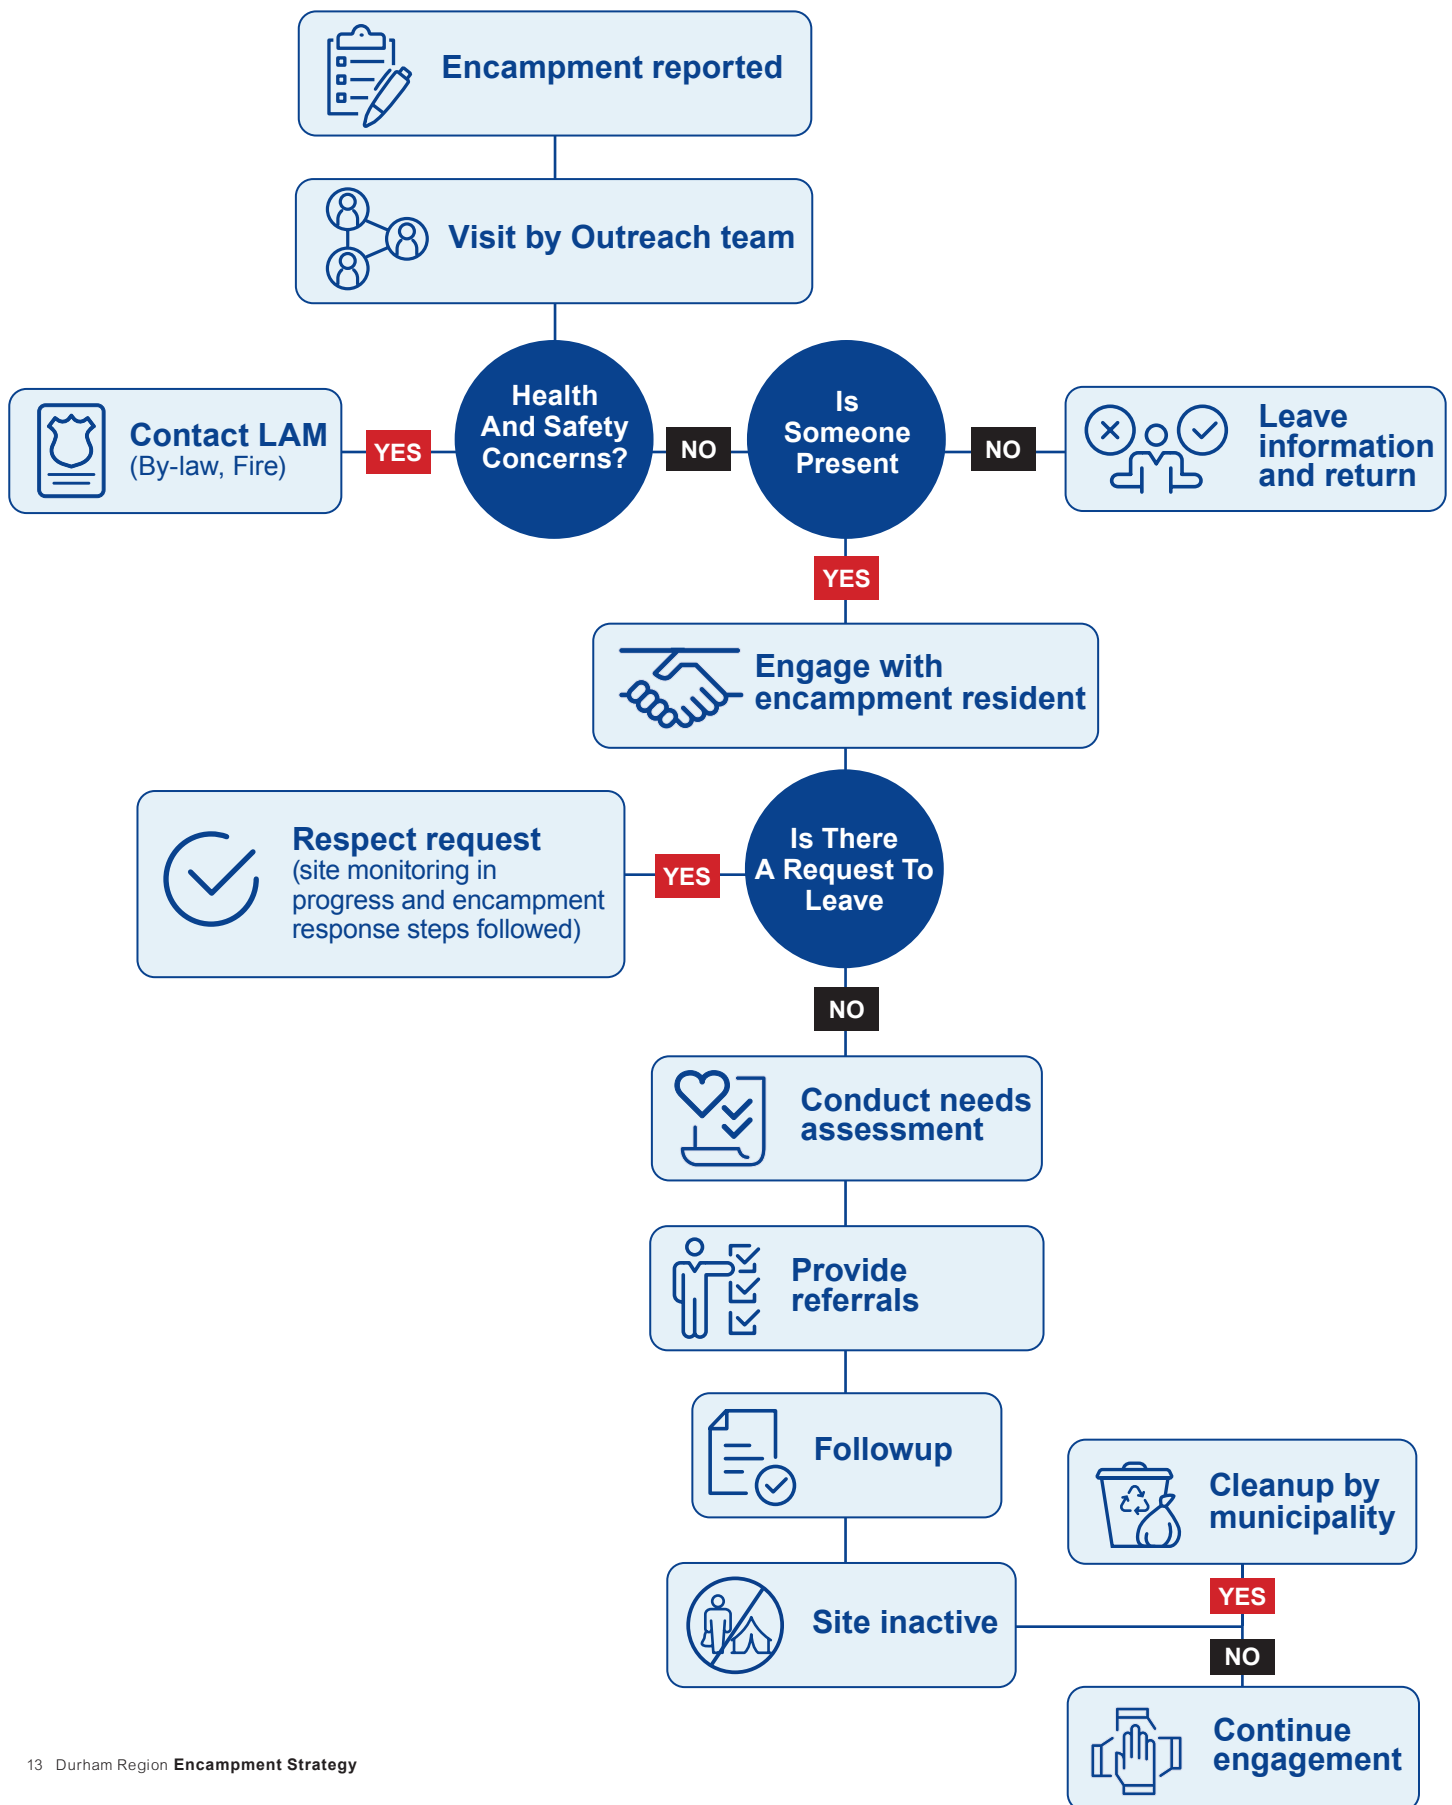 Encampment reported
Visit by Outreach team
Health
And Safety
Concerns?
YES
Contact LAM
(By-law, Fire)
NO
Is
Someone
Present
NO
Leave
information
and return
YES
Engage with
encampment resident
Is There
A Request To
Leave
YES
Respect request
(site monitoring in
progress and encampment
response steps followed)
NO
Conduct needs
assessment
Provide
referrals
Followup
Site inactive
YES
Cleanup by
municipality
NO
Continue
engagement
13 Durham Region Encampment Strategy